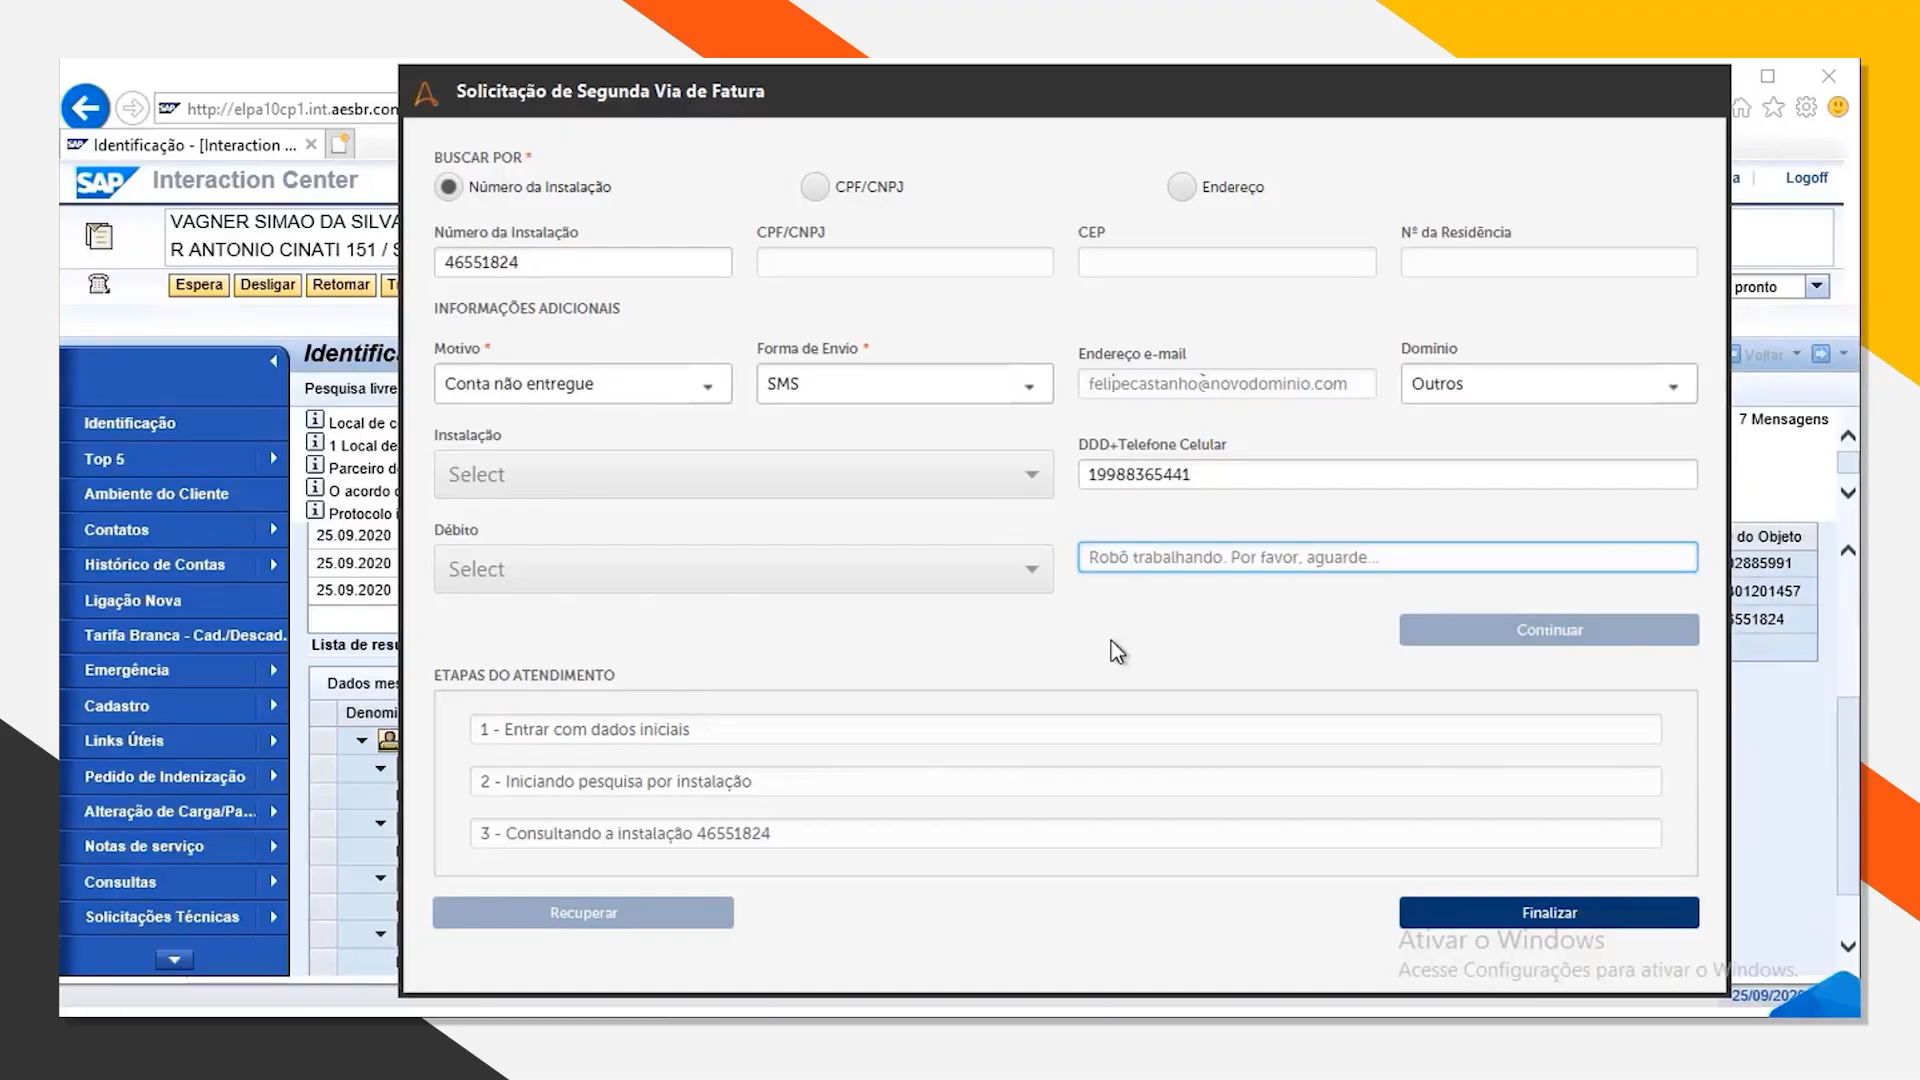 Solicitação de Segunda Via de Fatura
http://elpa10cp1.int.aesbr.con
SAP Identificação - [Interaction ...
SAP Interaction Center
Logoff
VAGNER SIMAO DA SILVA
R ANTONIO CINATI 151 / S
Espera Desligar Retomar
pronto
Voltar
Pesquisa livre
7 Mensagens
Local de c
1 Local de
Parceiro d
O acordo
Protocolo
25.09.2020
25.09.2020
25.09.2020
do Objeto
2885991
01201457
551824
Lista de resu
Dados mes
Denomi
Identificação
Top 5
Ambiente do Cliente
Contatos
Histórico de Contas
Ligação Nova
Tarifa Branca - Cad./Descad.
Emergência
Cadastro
Links Úteis
Pedido de Indenização
Alteração de Carga/Pa...
Notas de serviço
Consultas
Solicitações Técnicas
BUSCAR POR *
Número da Instalação CPF/CNPJ Endereço
Número da Instalação CPF/CNPJ CEP Nº da Residência
46551824
INFORMAÇÕES ADICIONAIS
Motivo * Forma de Envio * Endereço e-mail Domínio
Conta não entregue SMS felipecastanho@novodominio.com Outros
Instalação DDD+Telefone Celular
Select 19988365441
Débito
Select Robô trabalhando. Por favor, aguarde...
Continuar
ETAPAS DO ATENDIMENTO
1 - Entrar com dados iniciais
2 - Iniciando pesquisa por instalação
3 - Consultando a instalação 46551824
Recuperar Finalizar
Ativar o Windows
Acesse Configurações para ativar o Windows.
25/09/202